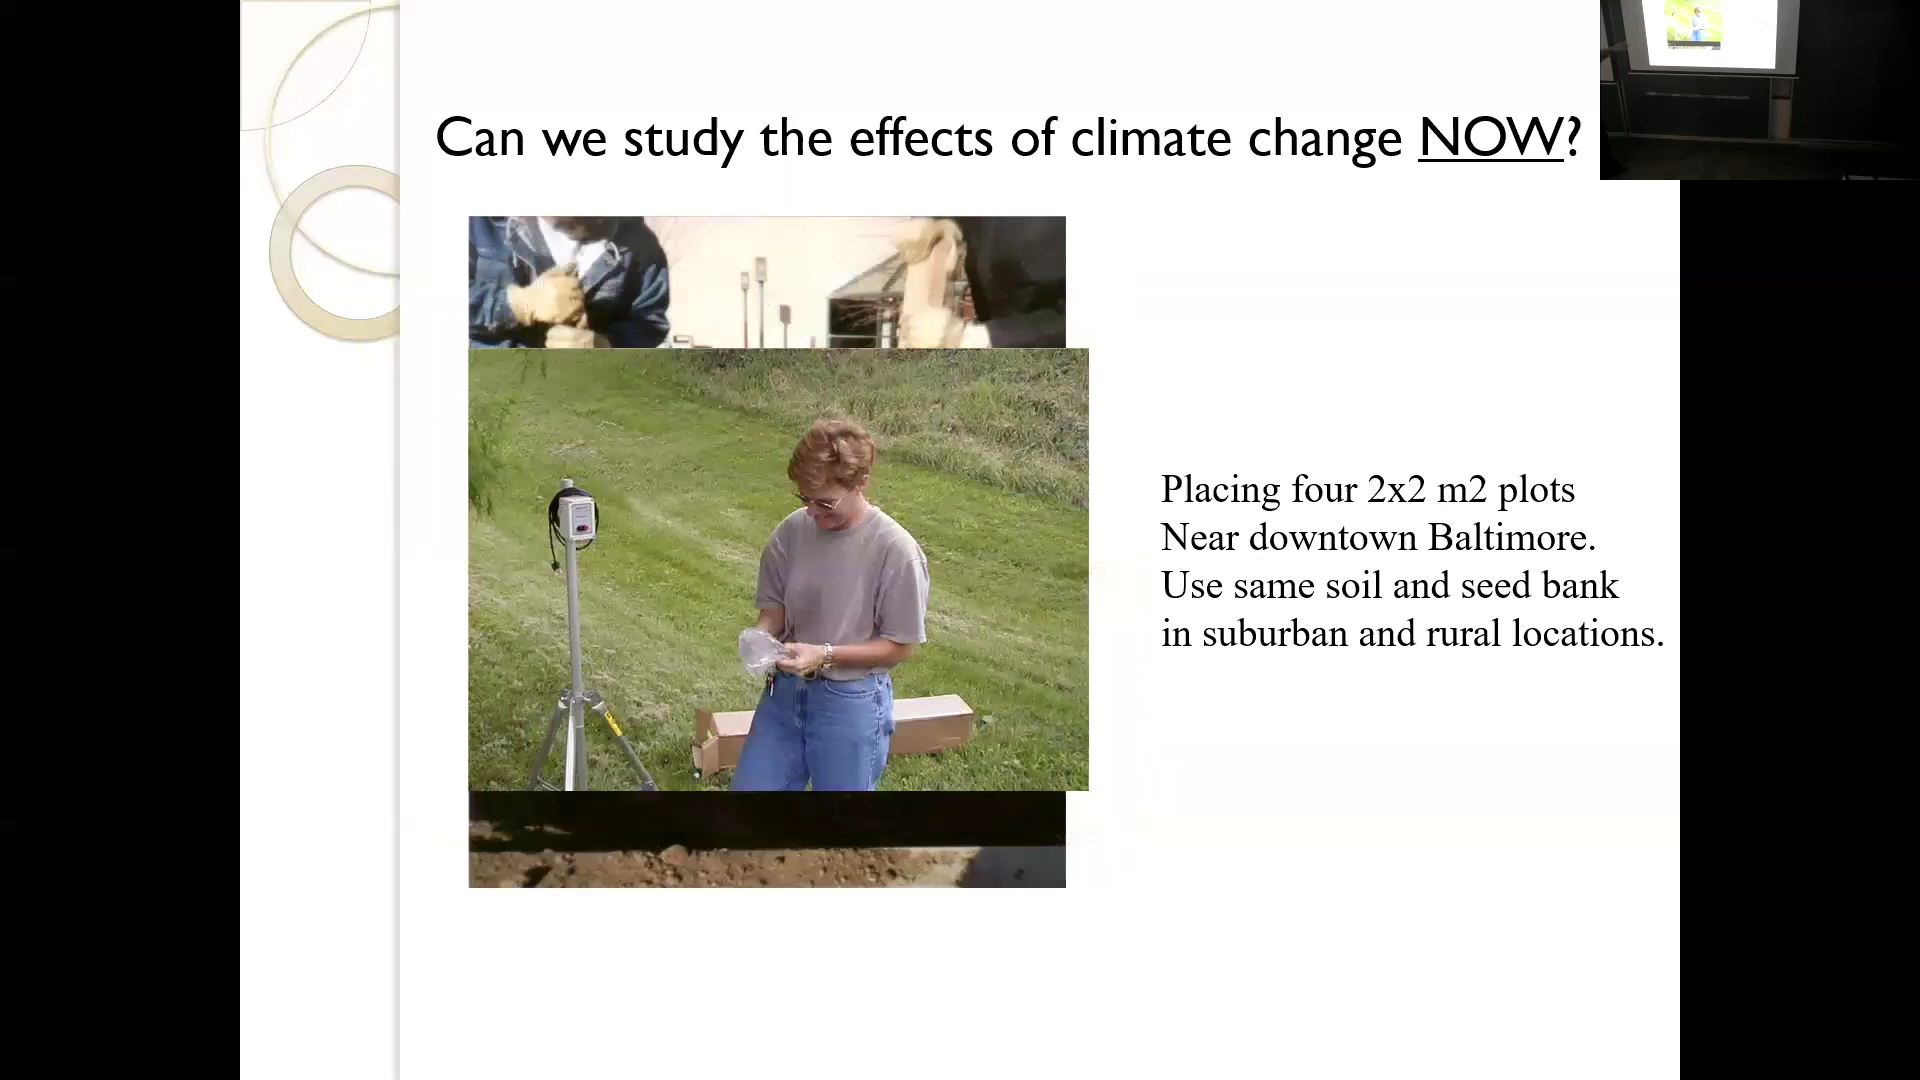 Can we study the effects of climate change NOW?
Placing four 2x2 m2 plots
Near downtown Baltimore.
Use same soil and seed bank
in suburban and rural locations.